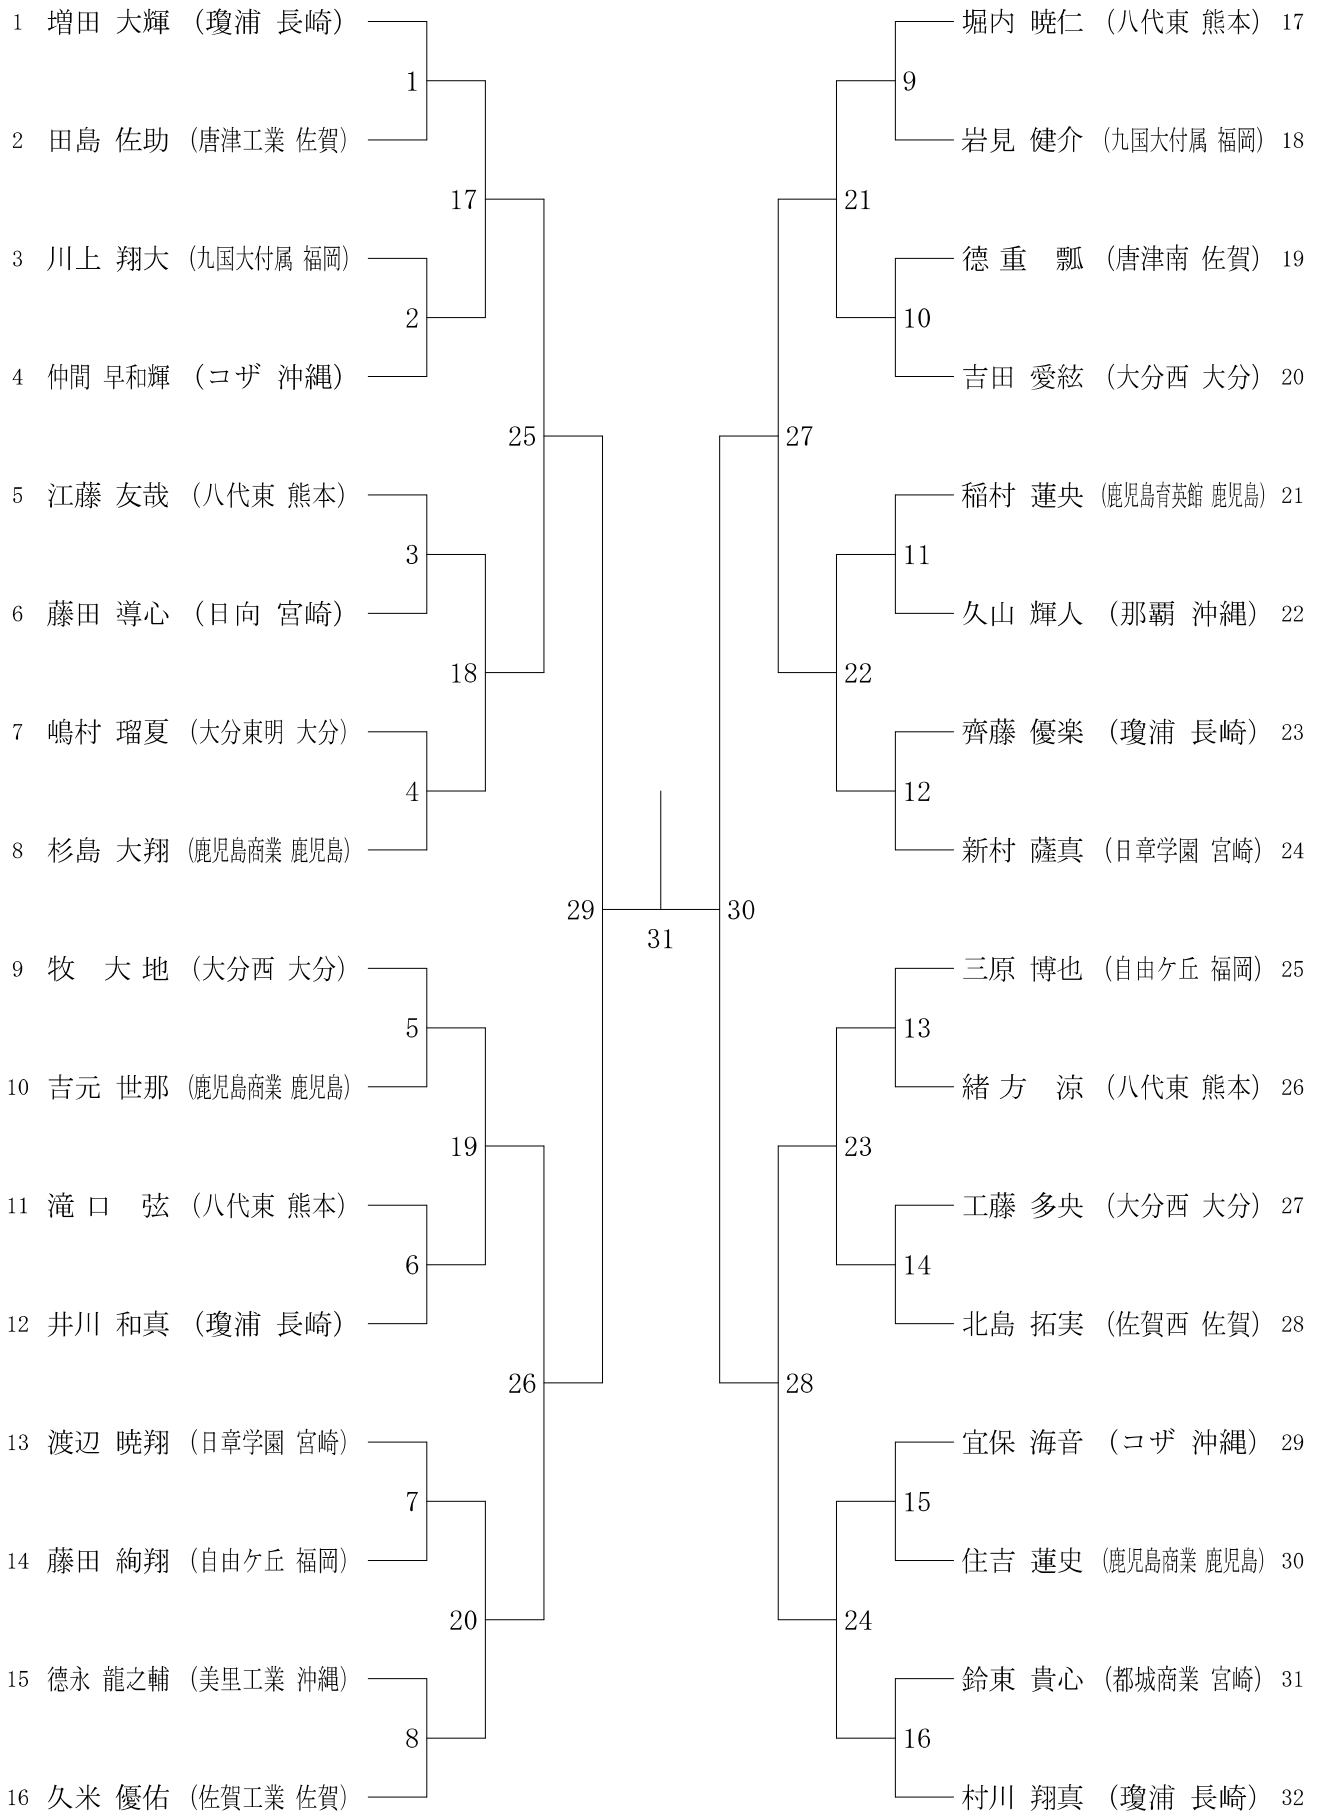 1 増田 大輝 (瓊浦 長崎)
1
2 田島 佐助 (唐津工業 佐賀)
17
3 川上 翔大 (九国大付属 福岡)
2
4 仲間 早和輝 (コザ 沖縄)
25
5 江藤 友哉 (八代東 熊本)
3
6 藤田 導心 (日向 宮崎)
18
7 嶋村 瑠夏 (大分東明 大分)
4
8 杉島 大翔 (鹿児島商業 鹿児島)
29
9 牧 大地 (大分西 大分)
5
10 吉元 世那 (鹿児島商業 鹿児島)
19
11 滝口 弦 (八代東 熊本)
6
12 井川 和真 (瓊浦 長崎)
26
13 渡辺 暁翔 (日章学園 宮崎)
7
14 藤田 絢翔 (自由ケ丘 福岡)
20
15 徳永 龍之輔 (美里工業 沖縄)
8
16 久米 優佑 (佐賀工業 佐賀)
31
堀内 暁仁 (八代東 熊本) 17
9
岩見 健介 (九国大付属 福岡) 18
21
徳重 瓢 (唐津南 佐賀) 19
10
吉田 愛絃 (大分西 大分) 20
27
稲村 蓮央 (鹿児島育英館 鹿児島) 21
11
久山 輝人 (那覇 沖縄) 22
22
齊藤 優楽 (瓊浦 長崎) 23
12
新村 薩真 (日章学園 宮崎) 24
30
三原 博也 (自由ケ丘 福岡) 25
13
緒方 涼 (八代東 熊本) 26
23
工藤 多央 (大分西 大分) 27
14
北島 拓実 (佐賀西 佐賀) 28
28
宜保 海音 (コザ 沖縄) 29
15
住吉 蓮史 (鹿児島商業 鹿児島) 30
24
鈴東 貴心 (都城商業 宮崎) 31
16
村川 翔真 (瓊浦 長崎) 32